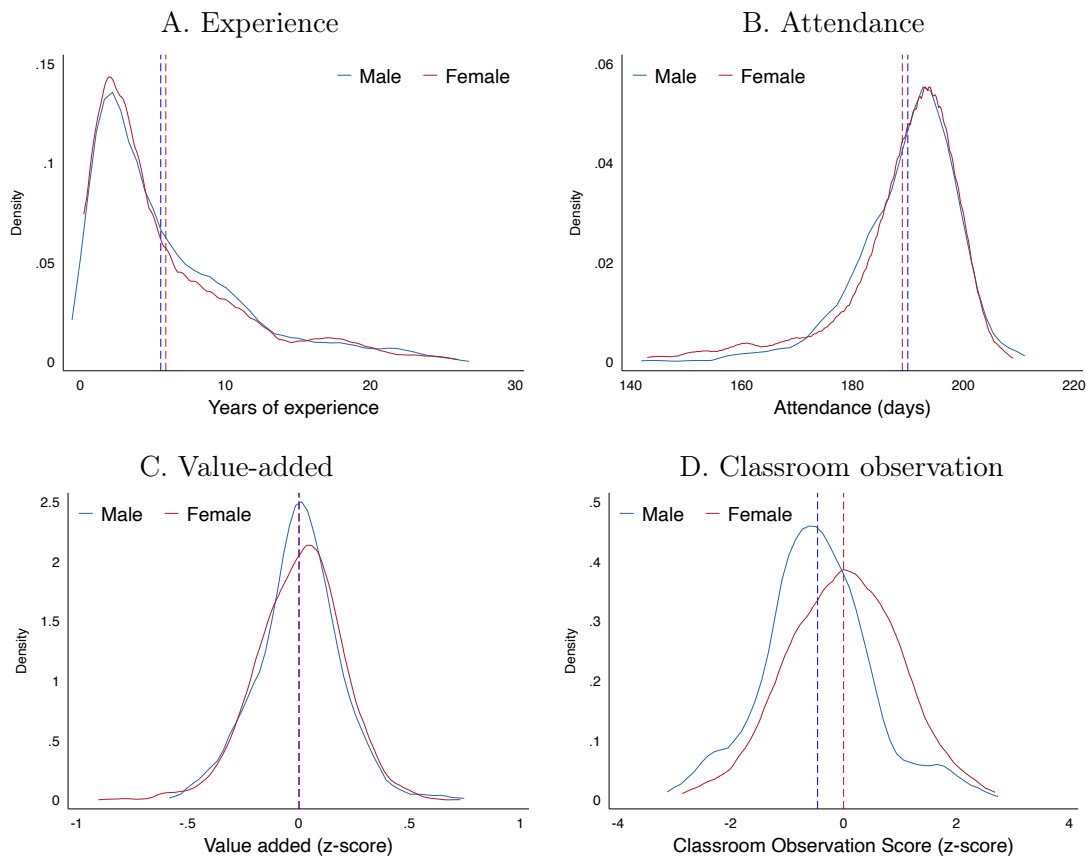 A. Experience
.15
Male Female
.1
Density
.05
0
0 10 20 30
Years of experience
B. Attendance
.06
Male Female
.04
Density
.02
0
140 160 180 200 220
Attendance (days)
C. Value-added
2.5
Male Female
2
1.5
Density
1
.5
0
-1 -.5 0 .5 1
Value added (z-score)
D. Classroom observation
.5
Male Female
.4
.3
Density
.2
.1
0
-4 -2 0 2 4
Classroom Observation Score (z-score)